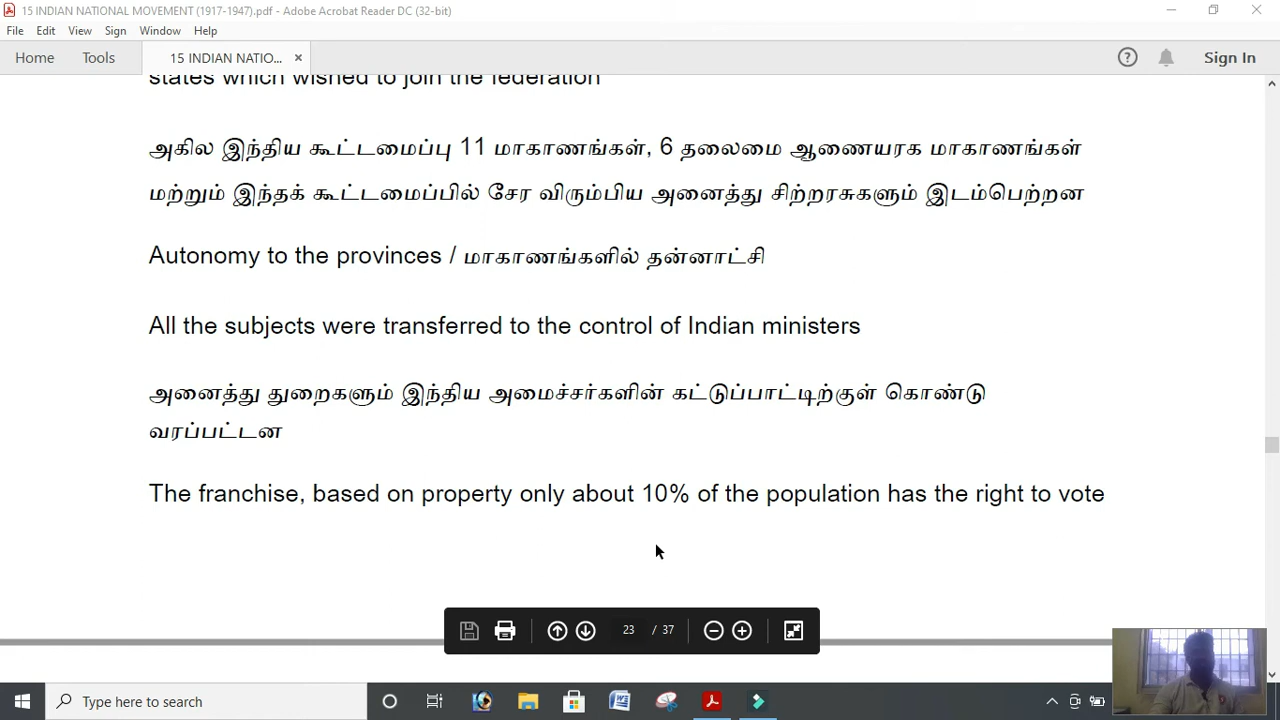 15 INDIAN NATIONAL MOVEMENT (1917-1947).pdf - Adobe Acrobat Reader DC (32-bit)
File Edit View Sign Window Help
Home Tools 15 INDIAN NATIO... × Sign In
states which wished to join the federation
அகில இந்திய கூட்டமைப்பு 11 மாகாணங்கள், 6 தலைமை ஆணையரக மாகாணங்கள்
மற்றும் இந்தக் கூட்டமைப்பில் சேர விரும்பிய அனைத்து சிற்றரசுகளும் இடம்பெற்றன
Autonomy to the provinces / மாகாணங்களில் தன்னாட்சி
All the subjects were transferred to the control of Indian ministers
அனைத்து துறைகளும் இந்திய அமைச்சர்களின் கட்டுப்பாட்டிற்குள் கொண்டு
வரப்பட்டன
The franchise, based on property only about 10% of the population has the right to vote
23 / 37
Type here to search